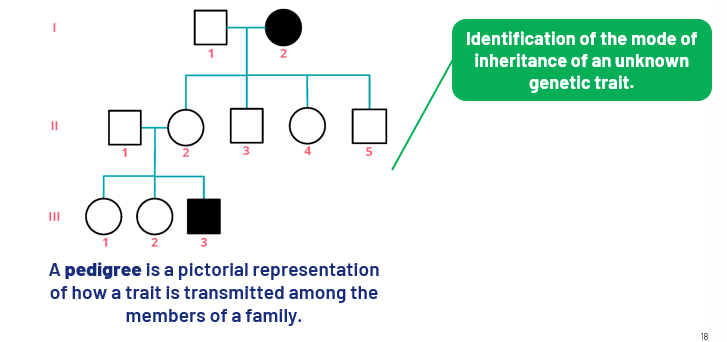 I
1 2
Identification of the mode of
inheritance of an unknown
genetic trait.
II
1 2 3 4 5
III
1 2 3
A pedigree is a pictorial representation
of how a trait is transmitted among the
members of a family.
18